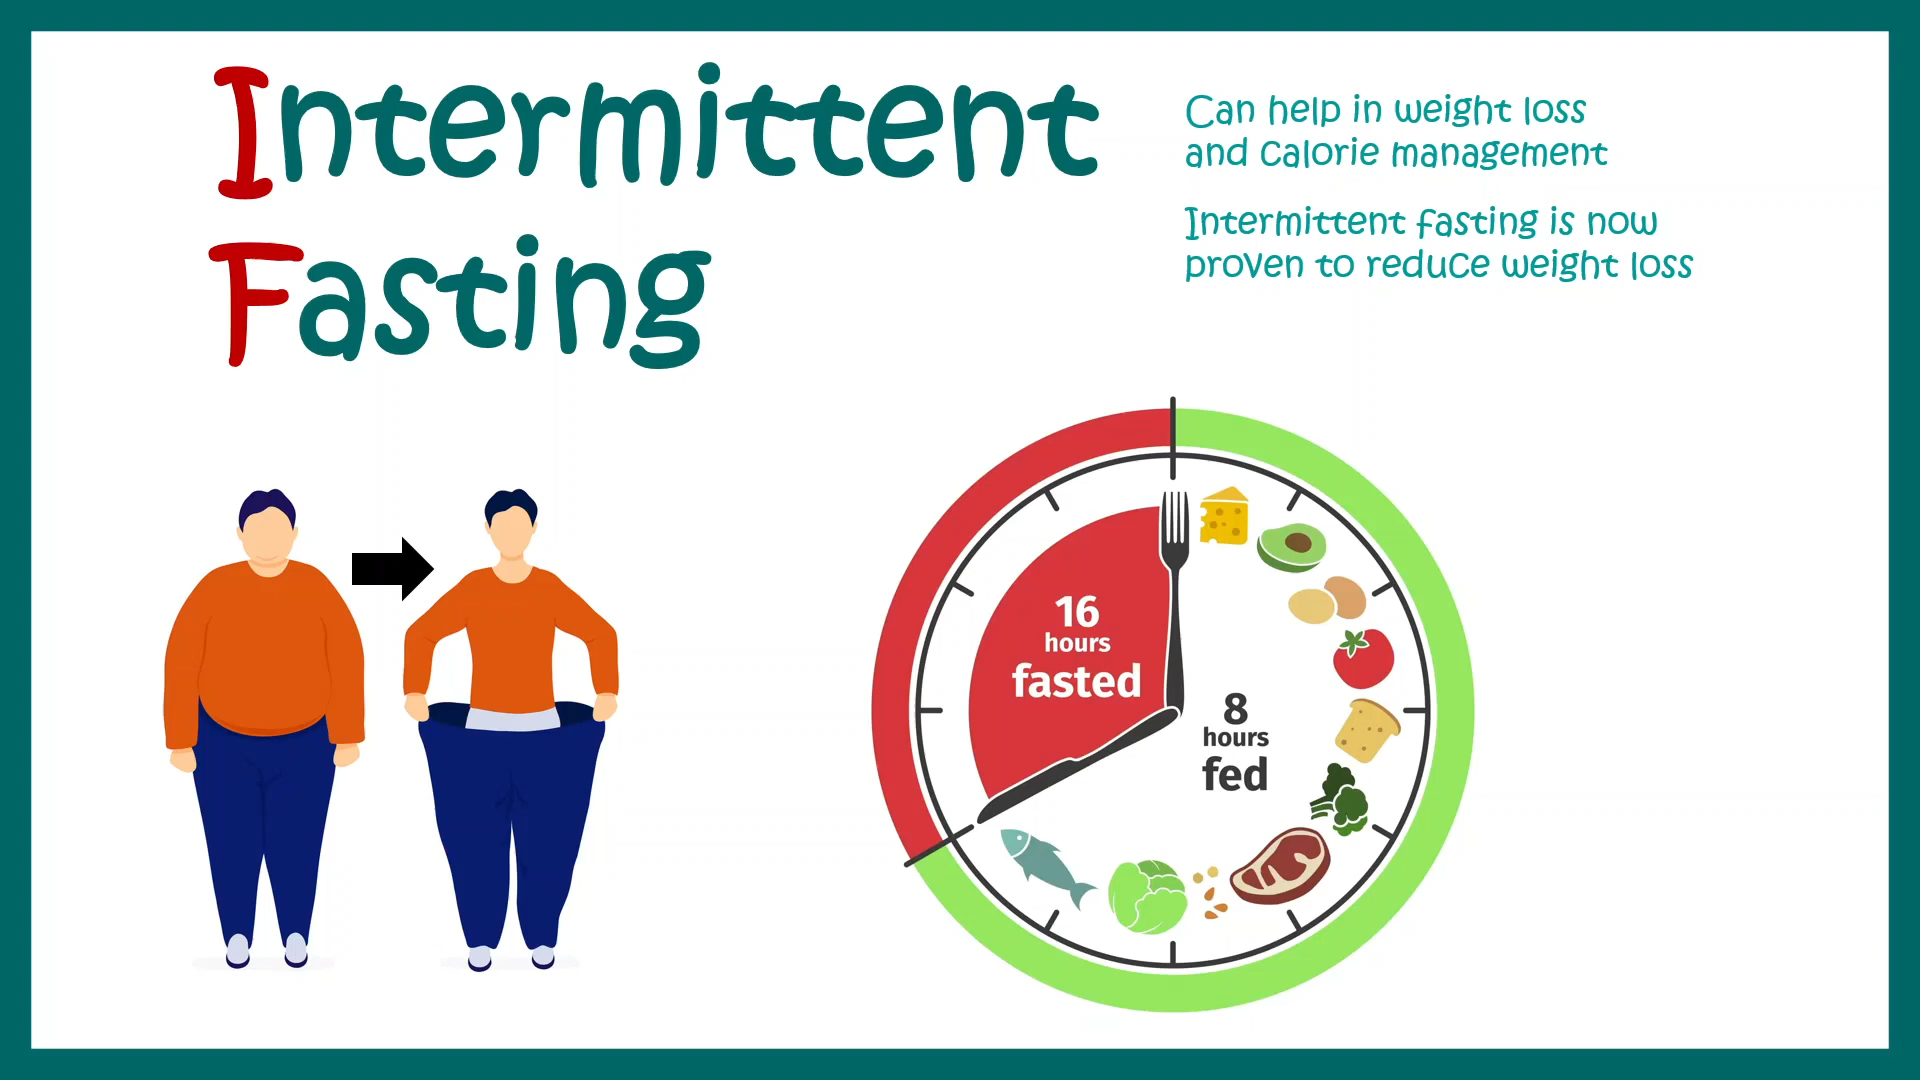 Intermittent
Fasting
Can help in weight loss
and calorie management
Intermittent fasting is now
proven to reduce weight loss
16
hours
fasted
8
hours
fed